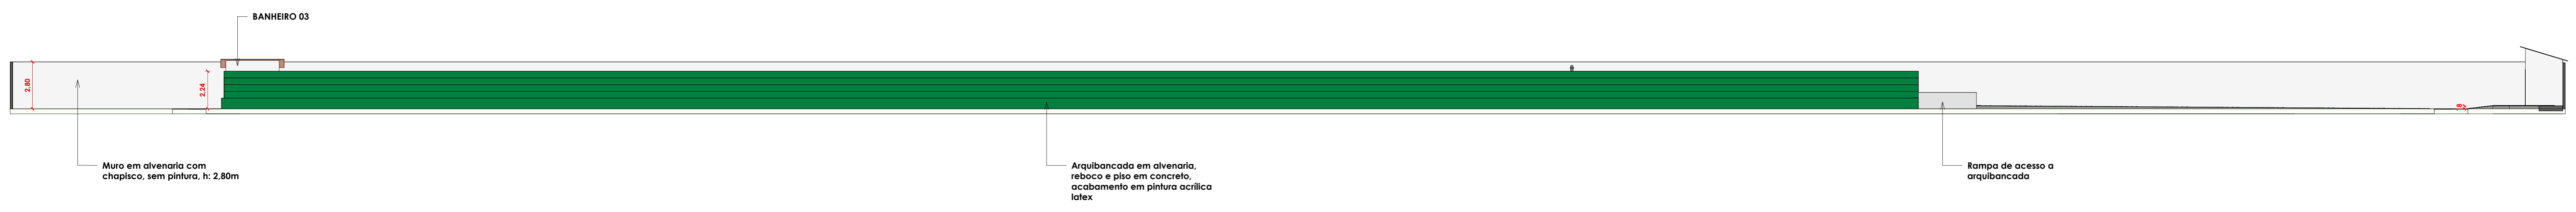 BANHEIRO 03
2,80
2,24
18
Muro em alvenaria com
chapisco, sem pintura, h: 2,80m
Arquibancada em alvenaria,
reboco e piso em concreto,
acabamento em pintura acrílica
latex
Rampa de acesso a
arquibancada